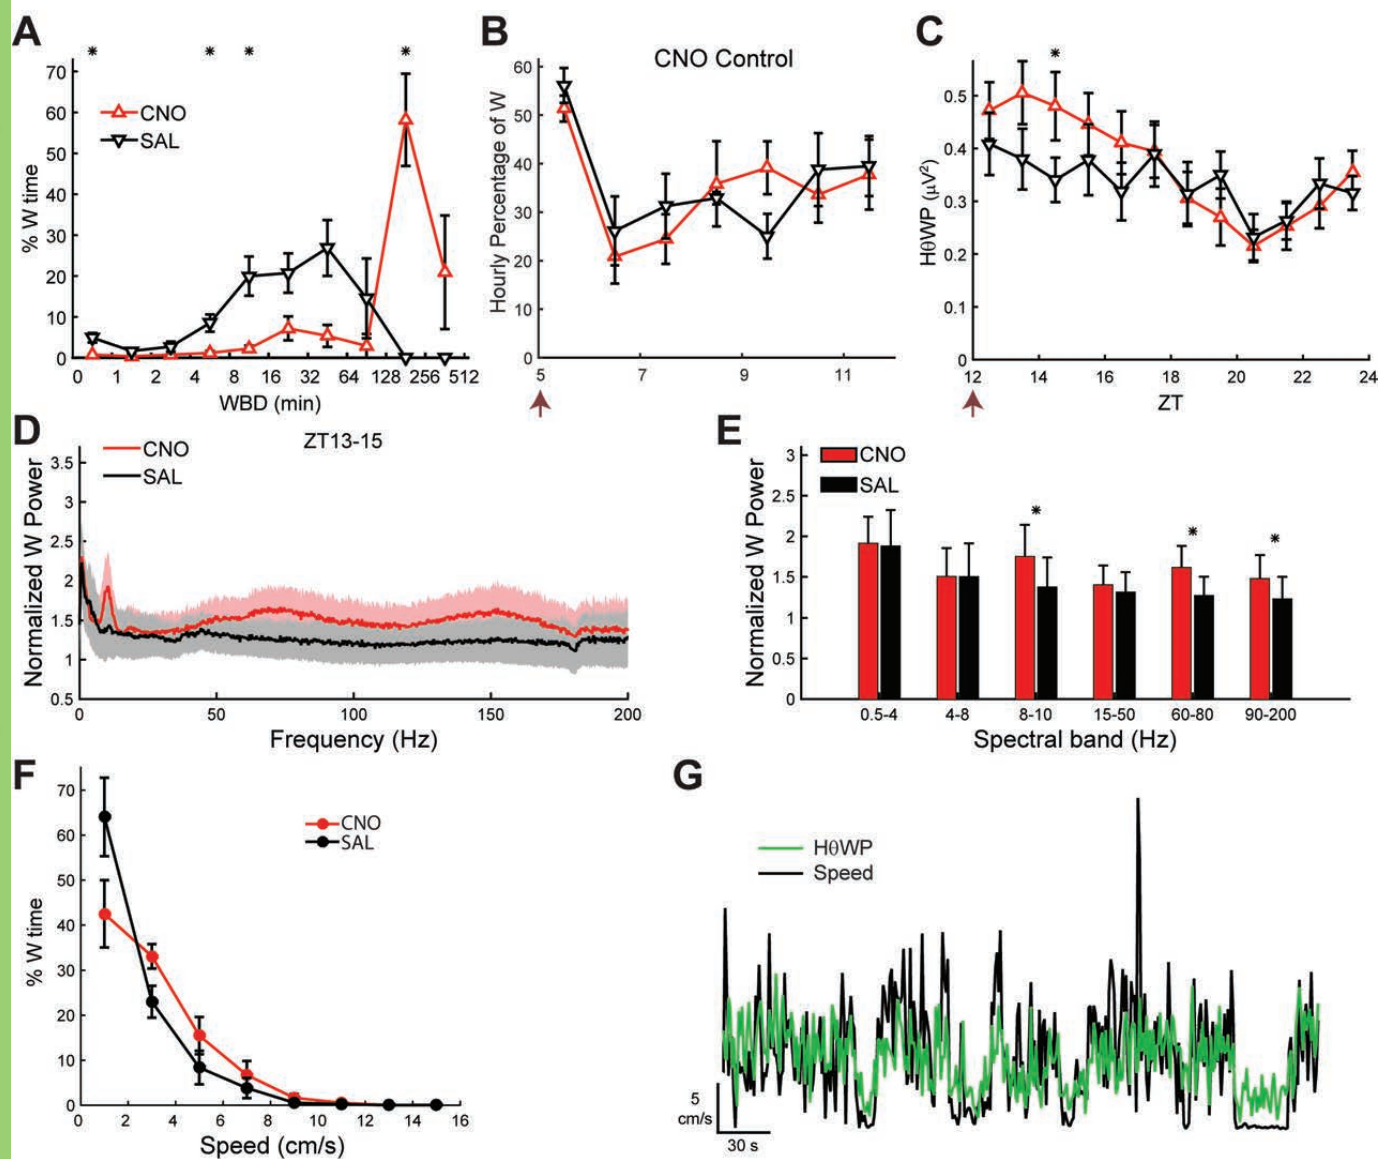 A
*
*
*
*
% W time
70
60
50
40
30
20
10
0
CNO
SAL
0 1 2 4 8 16 32 64 128 256 512
WBD (min)
B
CNO Control
Hourly Percentage of W
60
50
40
30
20
10
0
5 7 9 11
C
*
HθWP (μV²)
0.5
0.4
0.3
0.2
0.1
0
12 14 16 18 20 22 24
ZT
D
ZT13-15
CNO
SAL
Normalized W Power
3.5
3
2.5
2
1.5
1
0.5
0 50 100 150 200
Frequency (Hz)
E
CNO
SAL
Normalized W Power
3
2.5
2
1.5
1
0.5
0
*
*
*
0.5-4 4-8 8-10 15-50 60-80 90-200
Spectral band (Hz)
F
CNO
SAL
% W time
70
60
50
40
30
20
10
0
0 2 4 6 8 10 12 14 16
Speed (cm/s)
G
HθWP
Speed
5
cm/s
30 s